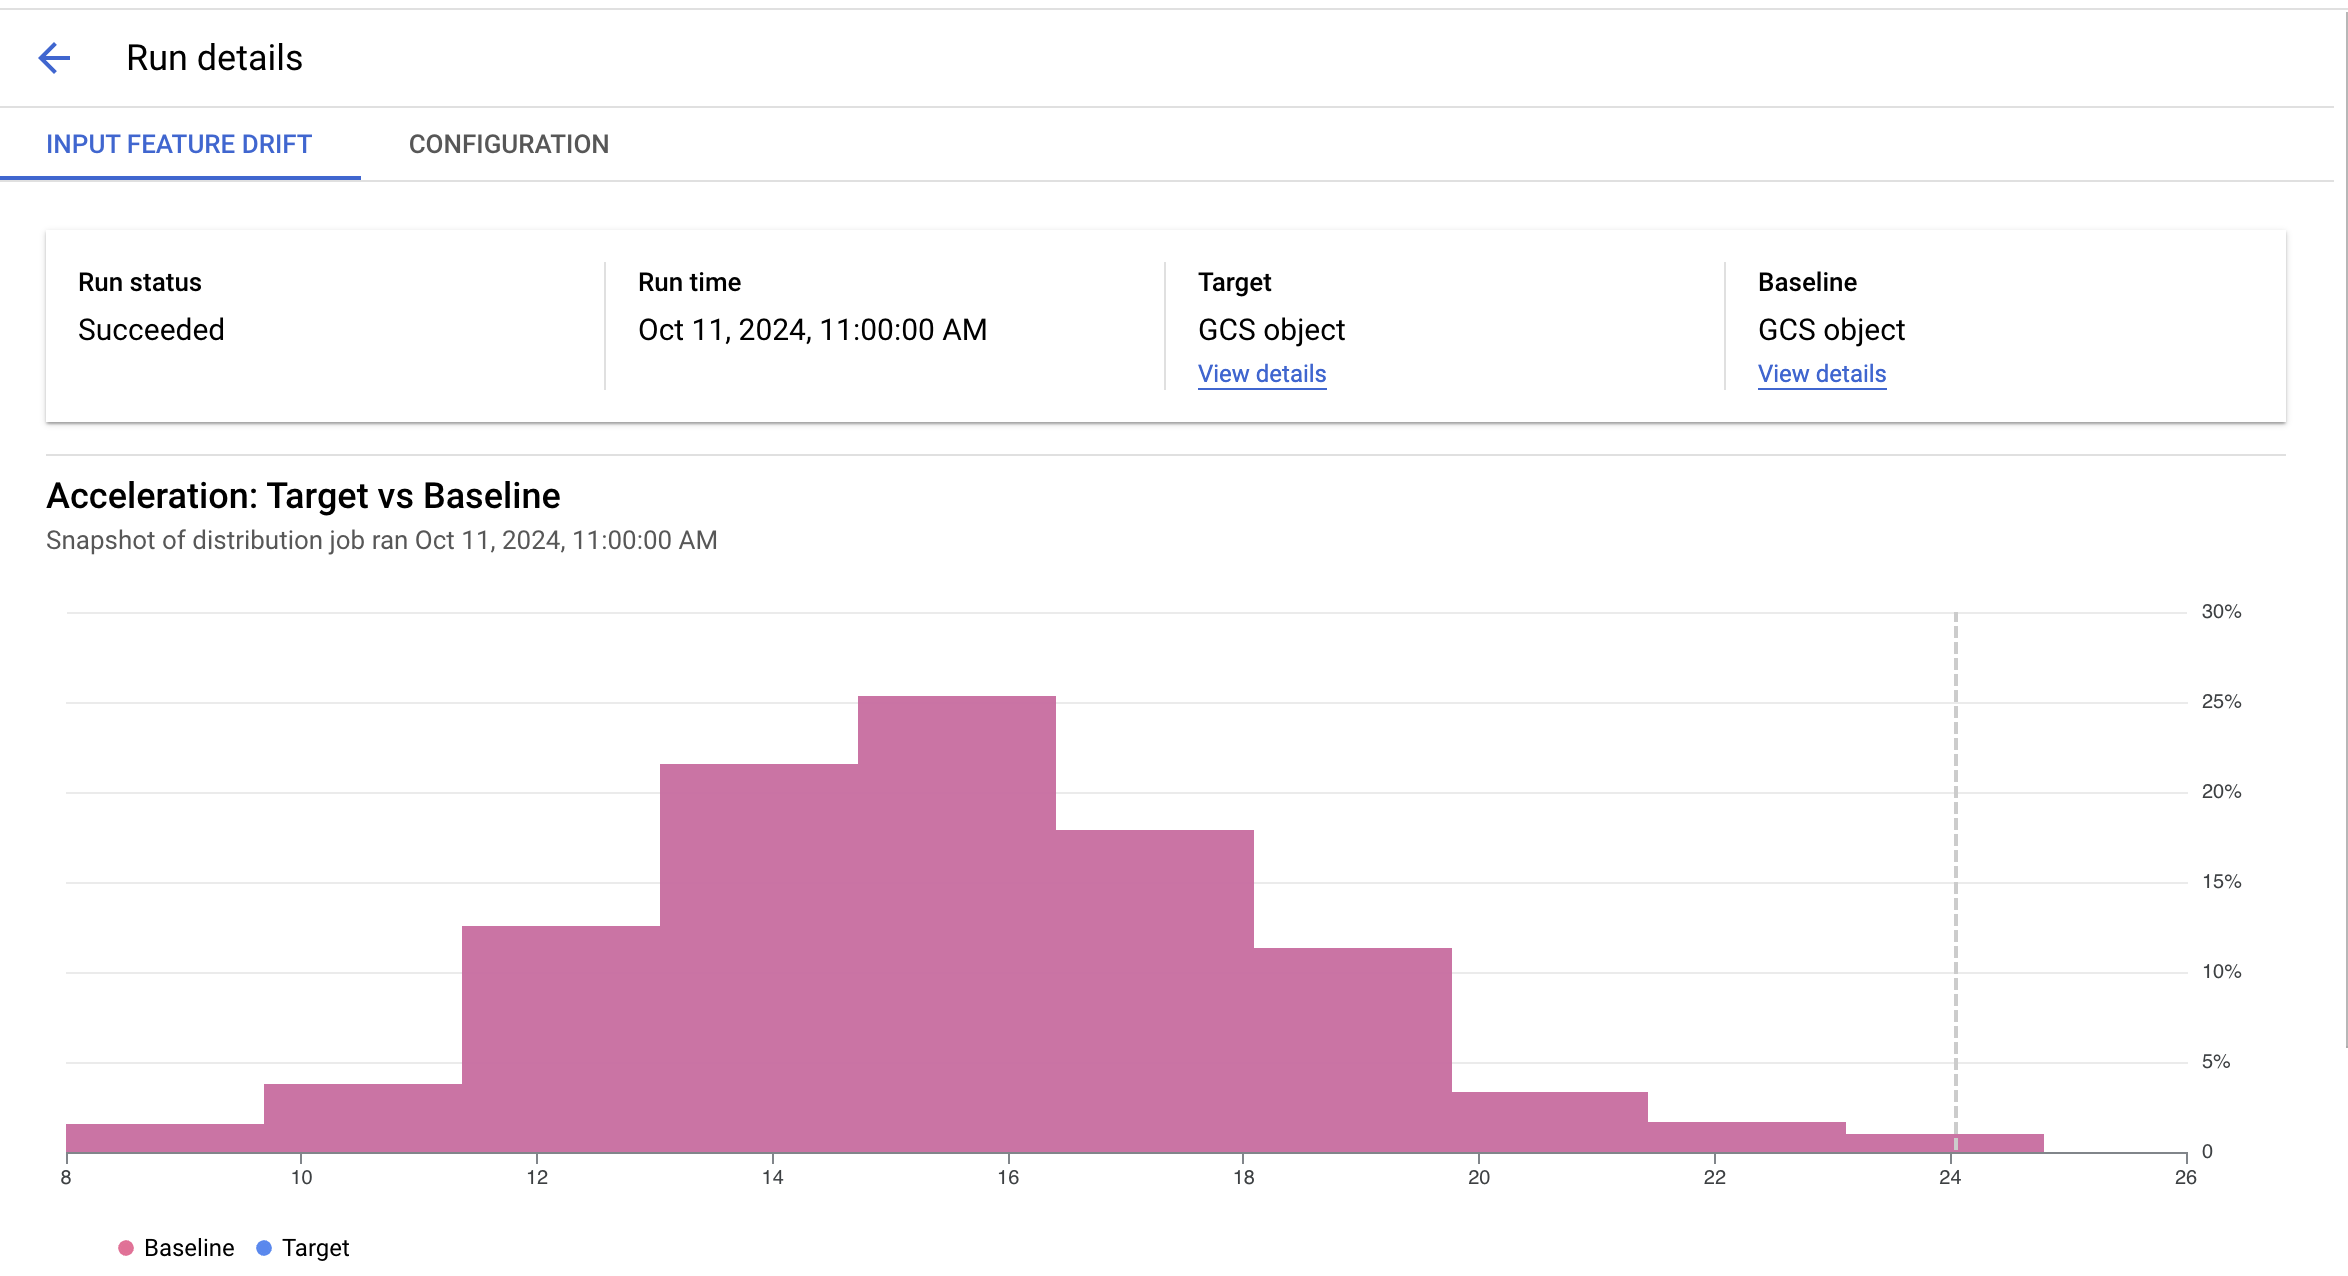 Run details
INPUT FEATURE DRIFT CONFIGURATION
Run status Run time Target Baseline
Succeeded Oct 11, 2024, 11:00:00 AM GCS object GCS object
View details View details
Acceleration: Target vs Baseline
Snapshot of distribution job ran Oct 11, 2024, 11:00:00 AM
30%
25%
20%
15%
10%
5%
0
8 10 12 14 16 18 20 22 24 26
Baseline Target